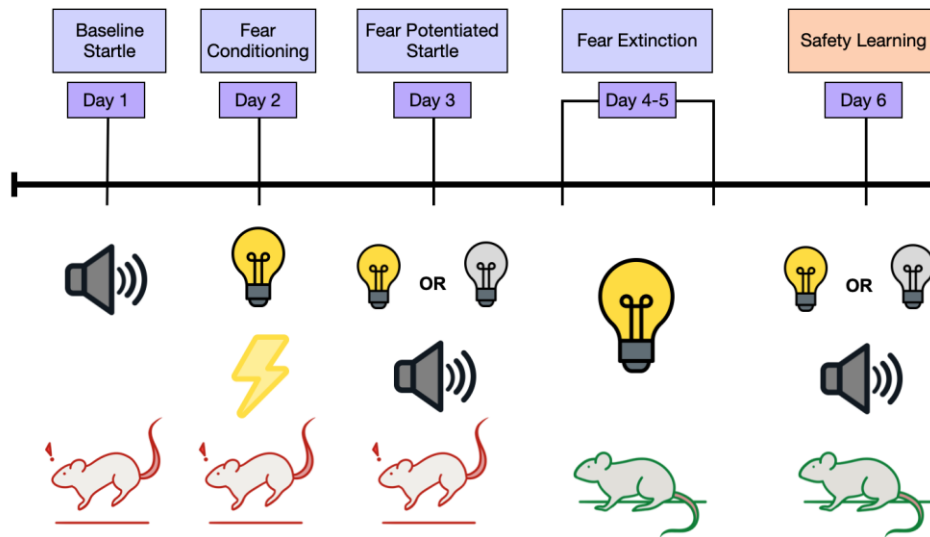 Baseline
Startle
Fear
Conditioning
Fear Potentiated
Startle
Fear Extinction
Safety Learning
Day 1
Day 2
Day 3
Day 4-5
Day 6
OR
OR